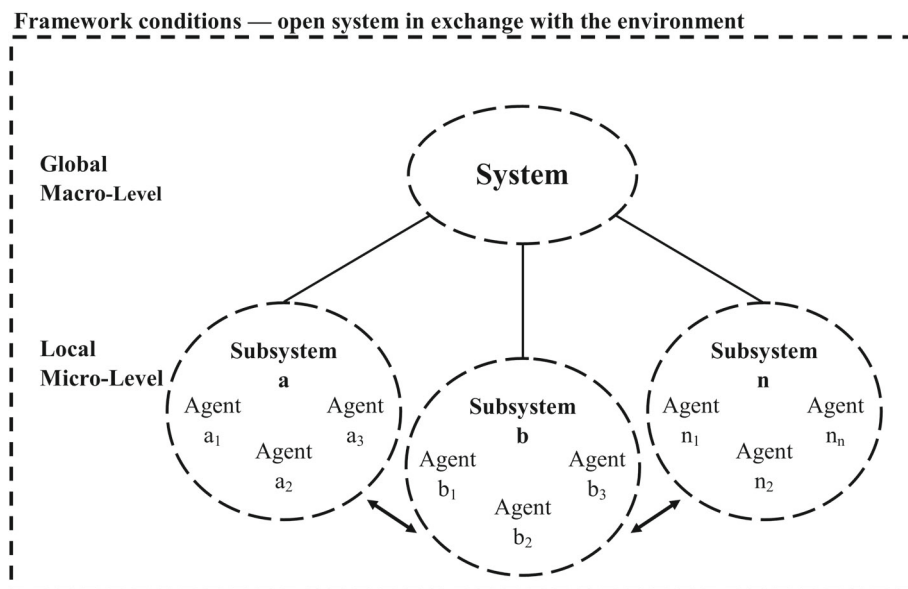 Framework conditions — open system in exchange with the environment
Global
Macro-Level
System
Local
Micro-Level
Subsystem
a
Agent
a₁
Agent
a₂
Agent
a₃
Subsystem
b
Agent
b₁
Agent
b₂
Agent
b₃
Subsystem
n
Agent
n₁
Agent
n₂
Agent
nₙ